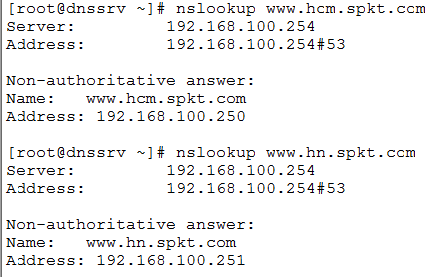 [root@dnssrv ~]# nslookup www.hcm.spkt.com
Server: 192.168.100.254
Address: 192.168.100.254#53
Non-authoritative answer:
Name: www.hcm.spkt.com
Address: 192.168.100.250
[root@dnssrv ~]# nslookup www.hn.spkt.com
Server: 192.168.100.254
Address: 192.168.100.254#53
Non-authoritative answer:
Name: www.hn.spkt.com
Address: 192.168.100.251